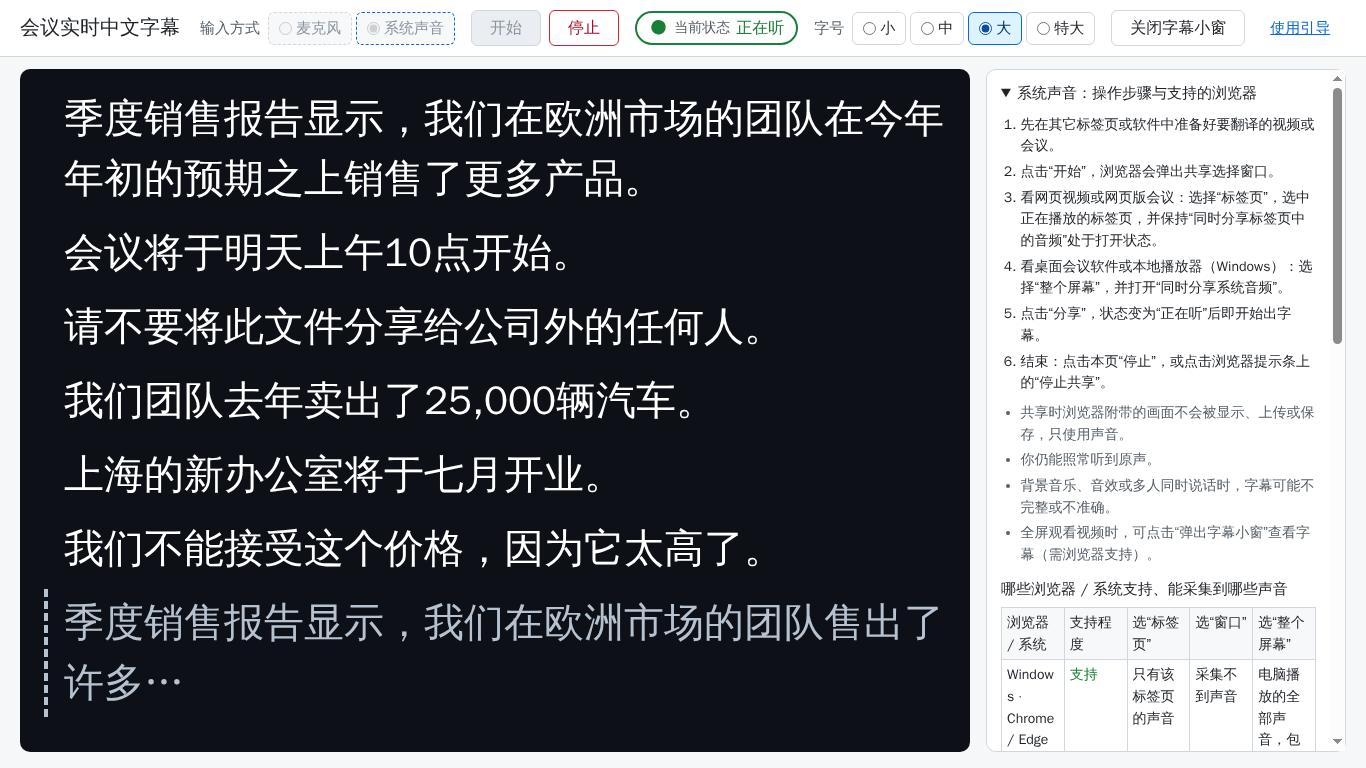 会议实时中文字幕
输入方式
麦克风
系统声音
开始
停止
当前状态 正在听
字号
小
中
大
特大
关闭字幕小窗
使用引导
季度销售报告显示，我们在欧洲市场的团队在今年
年初的预期之上销售了更多产品。
会议将于明天上午10点开始。
请不要将此文件分享给公司外的任何人。
我们团队去年卖出了25,000辆汽车。
上海的新办公室将于七月开业。
我们不能接受这个价格，因为它太高了。
季度销售报告显示，我们在欧洲市场的团队售出了
许多…
▼ 系统声音：操作步骤与支持的浏览器
1. 先在其它标签页或软件中准备好要翻译的视频或
会议。
2. 点击“开始”，浏览器会弹出共享选择窗口。
3. 看网页视频或网页版会议：选择“标签页”，选中
正在播放的标签页，并保持“同时分享标签页中
的音频”处于打开状态。
4. 看桌面会议软件或本地播放器（Windows）：选
择“整个屏幕”，并打开“同时分享系统音频”。
5. 点击“分享”，状态变为“正在听”后即开始出字
幕。
6. 结束：点击本页“停止”，或点击浏览器提示条上
的“停止共享”。
• 共享时浏览器附带的画面不会被显示、上传或保
存，只使用声音。
• 你仍能照常听到原声。
• 背景音乐、音效或多人同时说话时，字幕可能不
完整或不准确。
• 全屏观看视频时，可点击“弹出字幕小窗”查看字
幕（需浏览器支持）。
哪些浏览器 / 系统支持、能采集到哪些声音
浏览器
/ 系统
支持程
度
选“标签
页”
选“窗口”
选“整个
屏幕”
Window
s ·
Chrome
/ Edge
支持
只有该
标签页
的声音
采集不
到声音
电脑播
放的全
部声
音，包